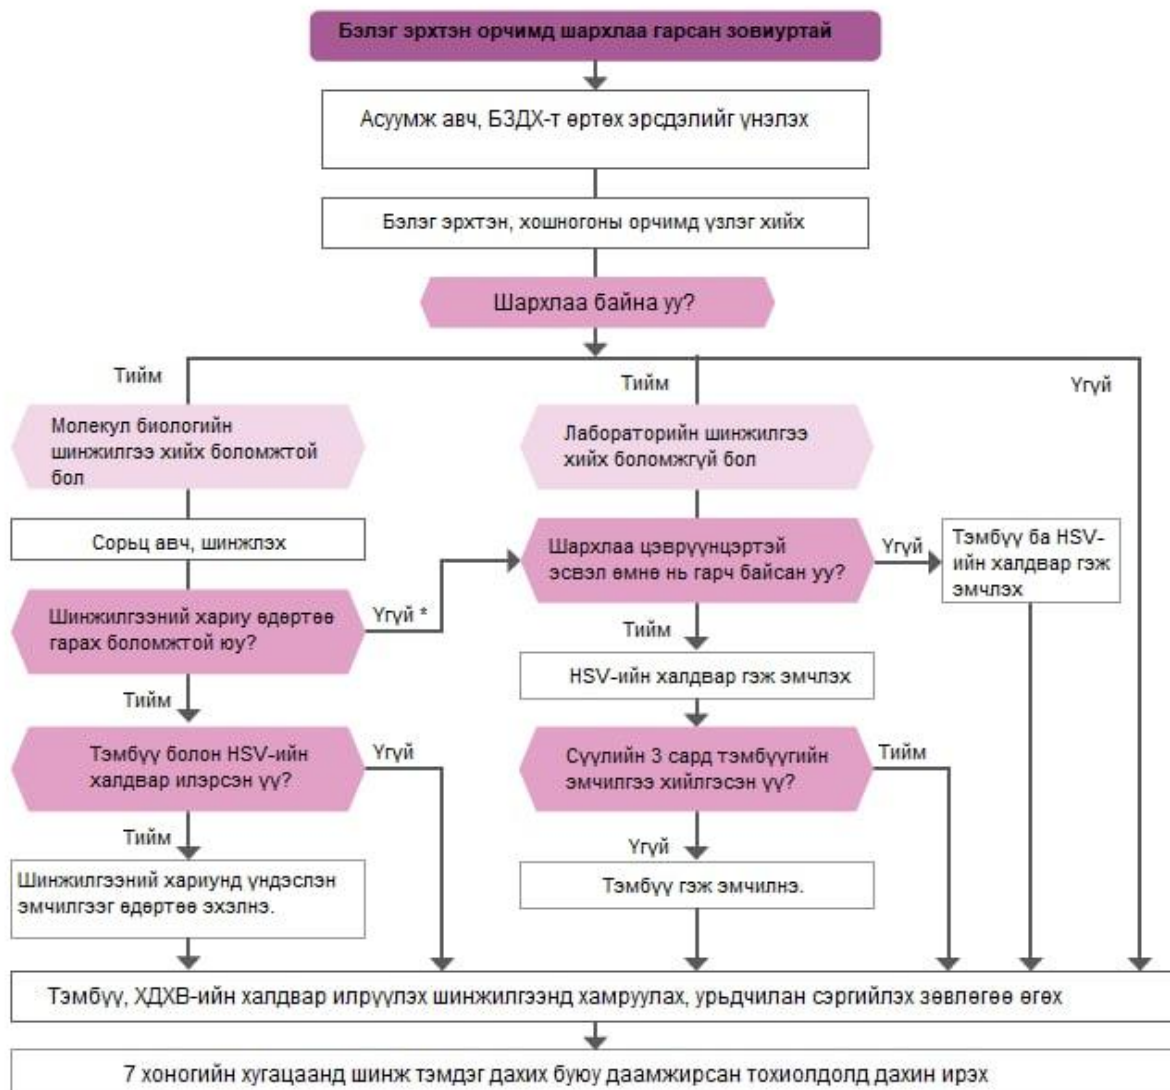 Бэлэг эрхтэн орчимд шархлаа гарсан зовиуртай
Асуумж авч, БЗДХ-т өртөх эрсдэлийг үнэлэх
Бэлэг эрхтэн, хошногоны орчимд үзлэг хийх
Шархлаа байна уу?
Тийм
Тийм
Үгүй
Молекул биологийн
шинжилгээ хийх боломжтой
бол
Лабораторийн шинжилгээ
хийх боломжгүй бол
Сорьц авч, шинжлэх
Шархлаа цэврүүнцэртэй
эсвэл өмнө нь гарч байсан уу?
Үгүй
Тэмбүү ба HSV-
ийн халдвар гэж
эмчлэх
Шинжилгээний хариу өдөртөө
гарах боломжтой юу?
Үгүй *
Тийм
HSV-ийн халдвар гэж эмчлэх
Тийм
Тэмбүү болон HSV-ийн
халдвар илэрсэн үү?
Үгүй
Сүүлийн 3 сард тэмбүүгийн
эмчилгээ хийлгэсэн үү?
Тийм
Тийм
Үгүй
Шинжилгээний хариунд үндэслэн
эмчилгээг өдөртөө эхэлнэ.
Тэмбүү гэж эмчилнэ.
Тэмбүү, ХДХВ-ийн халдвар илрүүлэх шинжилгээнд хамруулах, урьдчилан сэргийлэх зөвлөгөө өгөх
7 хоногийн хугацаанд шинж тэмдэг дахих буюу даамжирсан тохиолдолд дахин ирэх